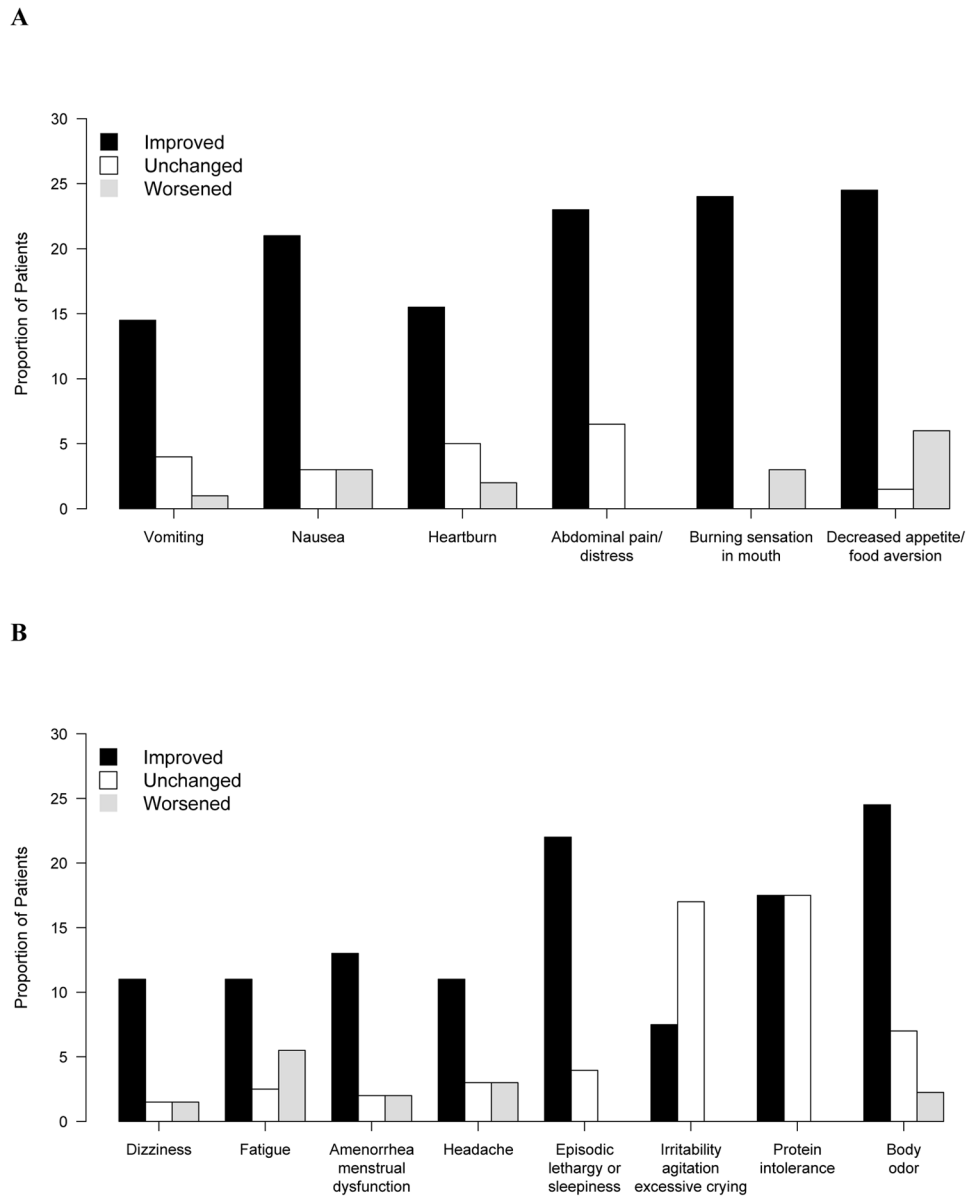 A
30
25
20
15
10
5
0
Proportion of Patients
Improved
Unchanged
Worsened
Vomiting
Nausea
Heartburn
Abdominal pain/
distress
Burning sensation
in mouth
Decreased appetite/
food aversion
B
30
25
20
15
10
5
0
Proportion of Patients
Improved
Unchanged
Worsened
Dizziness
Fatigue
Amenorrhea
menstrual
dysfunction
Headache
Episodic
lethargy or
sleepiness
Irritability
agitation
excessive crying
Protein
intolerance
Body
odor